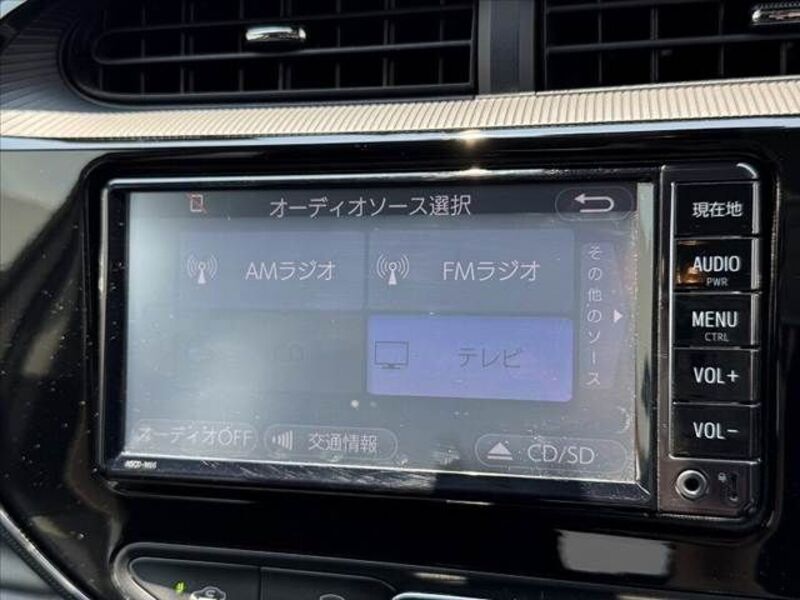 オーディオソース選択
現在地
AMラジオ
FMラジオ
その他のソース
AUDIO
PWR
MENU
CTRL
テレビ
VOL+
VOL-
オーディオOFF
交通情報
CD/SD